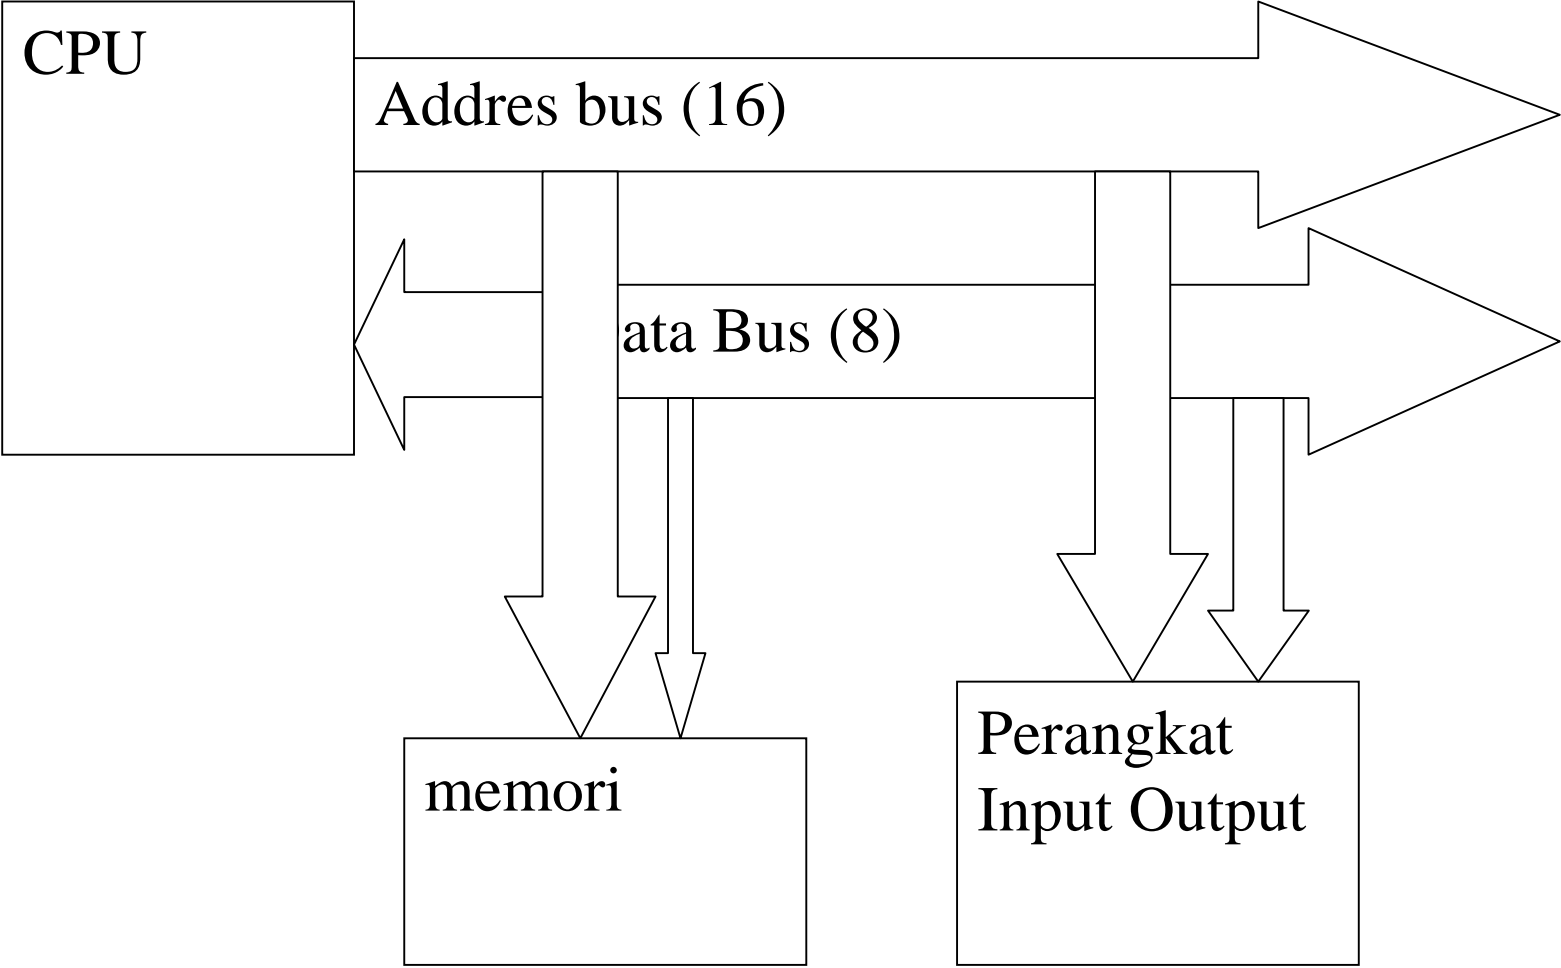 CPU
Addres bus (16)
ata Bus (8)
memori
Perangkat
Input Output